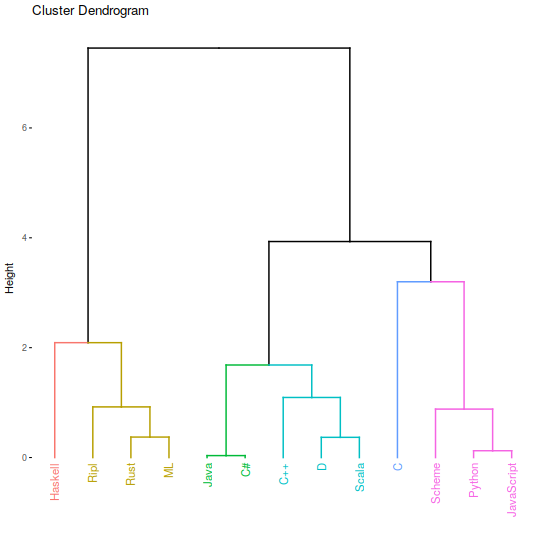 Cluster Dendrogram
Height
6
4
2
0
Haskell
Ripl
Rust
ML
Java
C#
C++
D
Scala
C
Scheme
Python
JavaScript